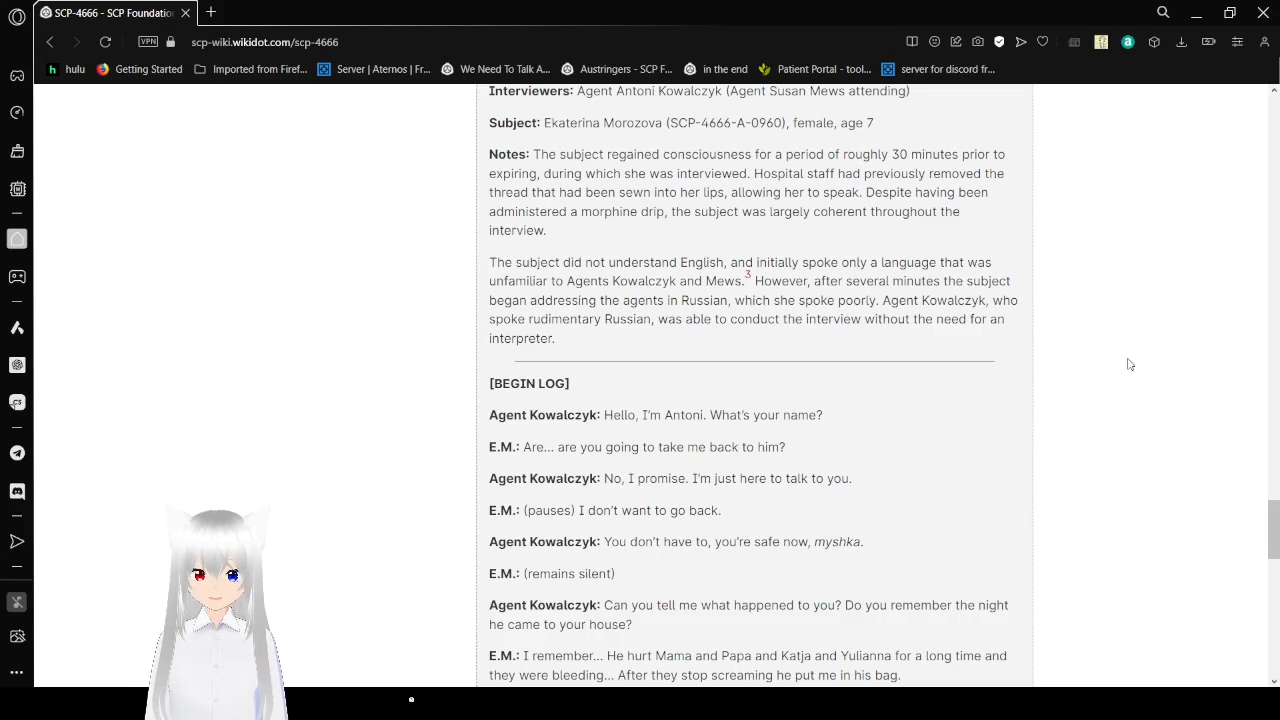 SCP-4666 - SCP Foundatio
scp-wiki.wikidot.com/scp-4666
VPN
hulu
Getting Started
Imported from Firef...
Server | Aternos | Fr...
We Need To Talk A...
Austringers - SCP F...
in the end
Patient Portal - tool...
server for discord fr...
Interviewers: Agent Antoni Kowalczyk (Agent Susan Mews attending)
Subject: Ekaterina Morozova (SCP-4666-A-0960), female, age 7
Notes: The subject regained consciousness for a period of roughly 30 minutes prior to
expiring, during which she was interviewed. Hospital staff had previously removed the
thread that had been sewn into her lips, allowing her to speak. Despite having been
administered a morphine drip, the subject was largely coherent throughout the
interview.
The subject did not understand English, and initially spoke only a language that was
unfamiliar to Agents Kowalczyk and Mews.3 However, after several minutes the subject
began addressing the agents in Russian, which she spoke poorly. Agent Kowalczyk, who
spoke rudimentary Russian, was able to conduct the interview without the need for an
interpreter.
[BEGIN LOG]
Agent Kowalczyk: Hello, I'm Antoni. What's your name?
E.M.: Are... are you going to take me back to him?
Agent Kowalczyk: No, I promise. I'm just here to talk to you.
E.M.: (pauses) I don't want to go back.
Agent Kowalczyk: You don't have to, you're safe now, myshka.
E.M.: (remains silent)
Agent Kowalczyk: Can you tell me what happened to you? Do you remember the night
he came to your house?
E.M.: I remember... He hurt Mama and Papa and Katja and Yulianna for a long time and
they were bleeding... After they stop screaming he put me in his bag.